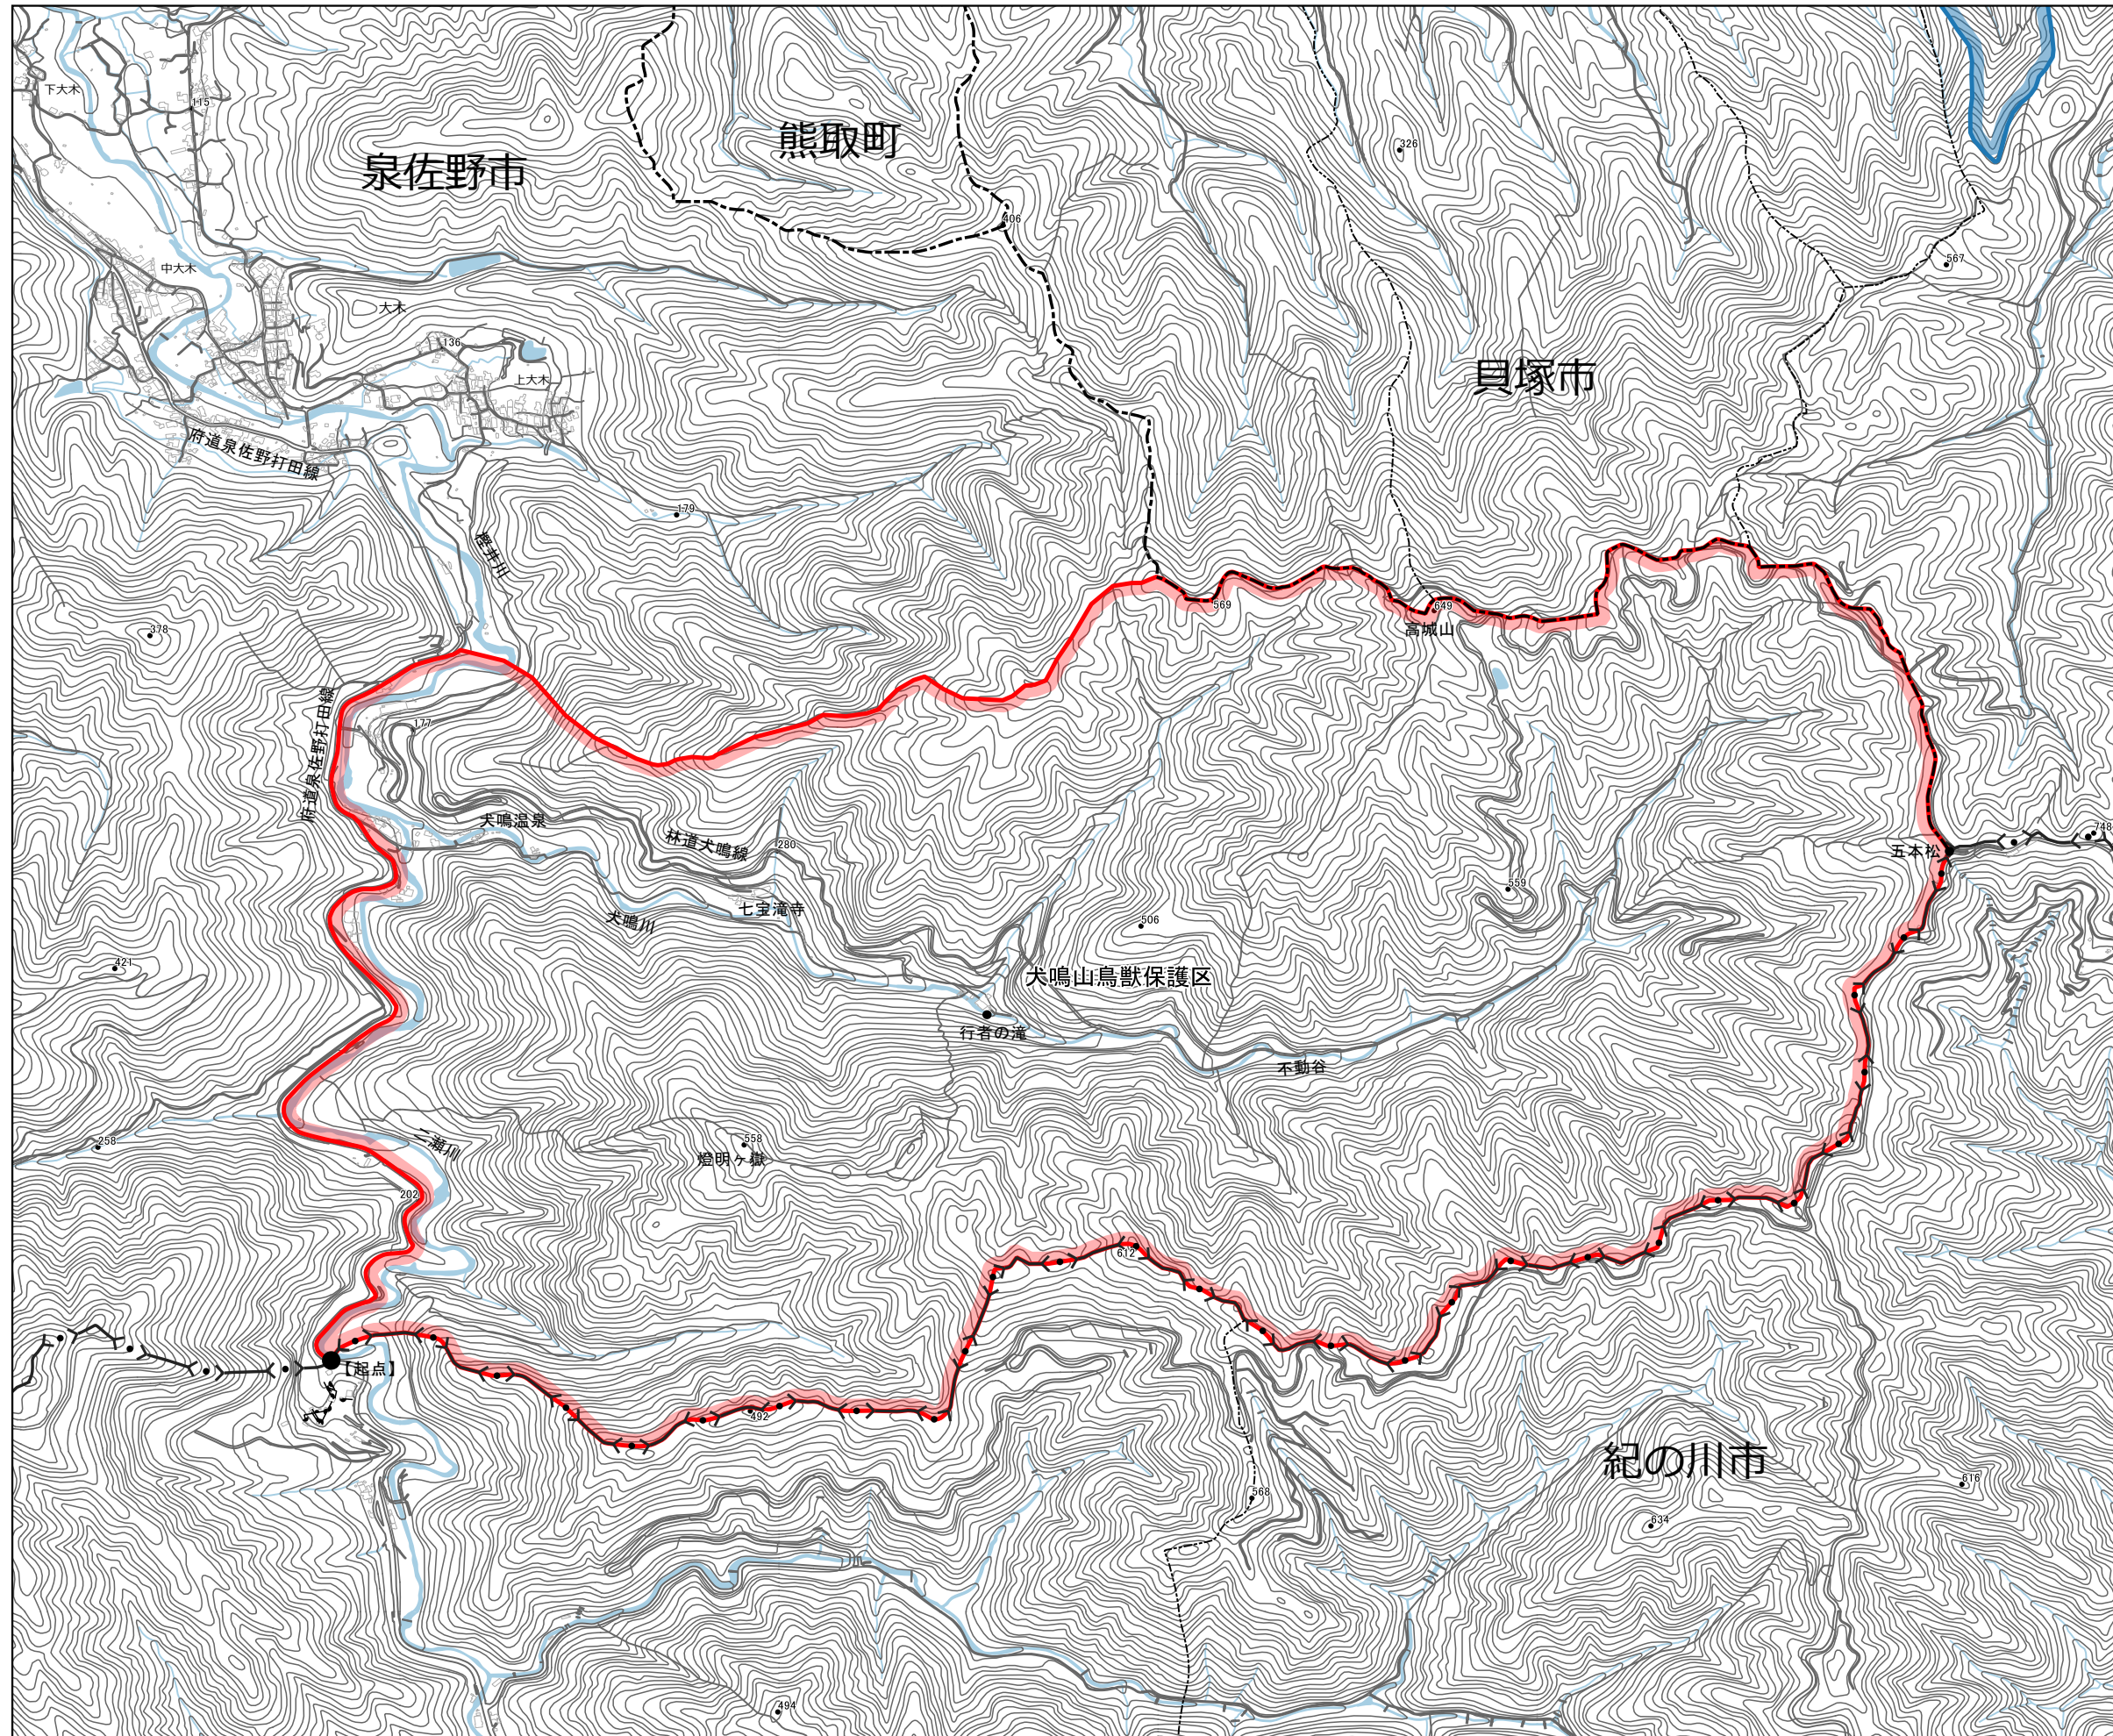 下大木
115
泉佐野市
熊取町
326
406
中大木
567
大木
136
上大木
貝塚市
府道泉佐野打田線
179
樫井川
569
649
高城山
378
府道泉佐野打田線
177
犬鳴温泉
林道犬鳴線
280
748
五本松
559
七宝滝寺
犬鳴川
506
421
犬鳴山鳥獣保護区
行者の滝
不動谷
258
二瀬川
558
燈明ヶ嶽
202
612
【起点】
492
紀の川市
616
568
634
494